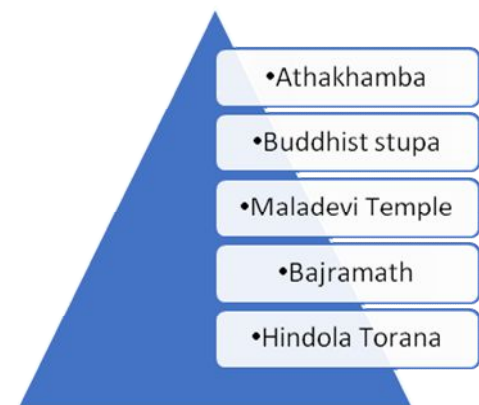 •Athakhamba
•Buddhist stupa
•Maladevi Temple
•Bajramath
•Hindola Torana